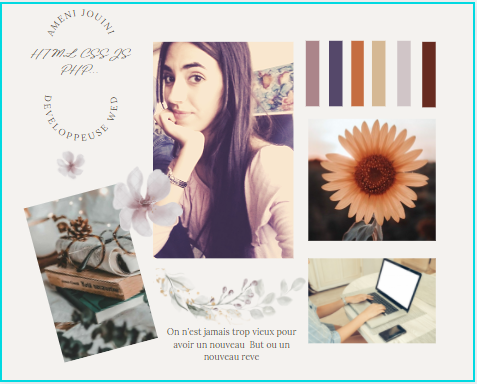 AMENI JOUINI
HTML CSS JS
PHP...
DEVELOPPEUSE WED
On n'est jamais trop vieux pour
avoir un nouveau But ou un
nouveau reve